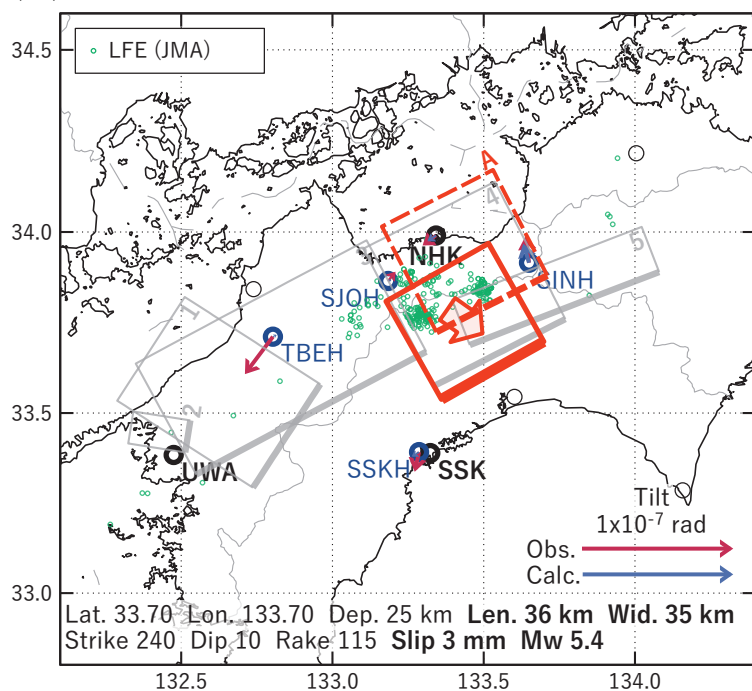 34.5
LFE (JMA)
A
4
5
34.0
NHK
3
SJOH
SINH
1
TBEH
33.5
2
UWA
SSKH
SSK
Tilt
1x10-7 rad
Obs.
Calc.
33.0
Lat. 33.70 Lon. 133.70 Dep. 25 km Len. 36 km Wid. 35 km
Strike 240 Dip 10 Rake 115 Slip 3 mm Mw 5.4
132.5 133.0 133.5 134.0